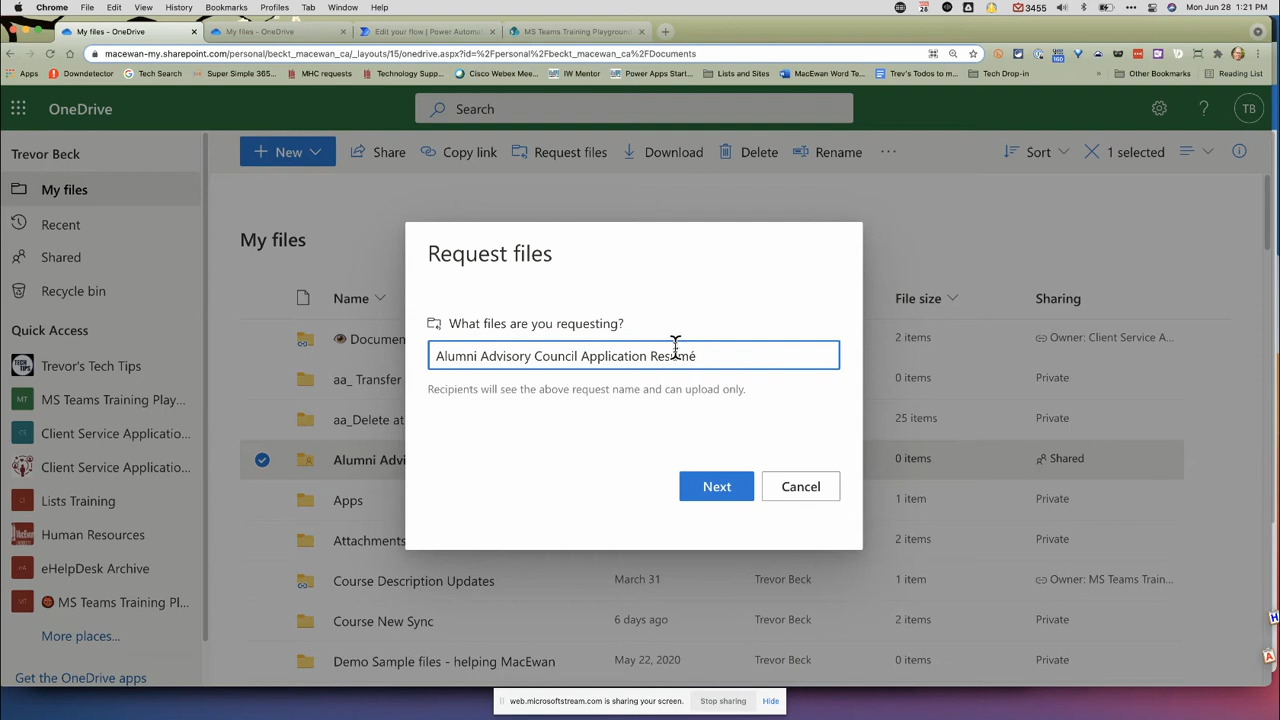 Chrome File Edit View History Bookmarks Profiles Tab Window Help 28 3455 Mon Jun 28 1:21 PM
My files - OneDrive × My files - OneDrive × Edit your flow | Power Automat × MS Teams Training Playground ×
macewan-my.sharepoint.com/personal/beckt_macewan_ca/_layouts/15/onedrive.aspx?id=%2Fpersonal%2Fbeckt_macewan_ca%2FDocuments
Apps Downdetector Tech Search Super Simple 365... MHC requests Technology Supp... Cisco Webex Mee... IW Mentor Power Apps Start... Lists and Sites MacEwan Word Te... Trev's Todos to m... Tech Drop-in » Other Bookmarks Reading List
OneDrive Search ? TB
Trevor Beck
+ New Share Copy link Request files Download Delete Rename ... Sort 1 selected
My files
Recent
Shared
Recycle bin
Quick Access
Trevor's Tech Tips
MS Teams Training Play...
Client Service Applicatio...
Client Service Applicatio...
Lists Training
Human Resources
eHelpDesk Archive
MS Teams Training Pl...
More places...
Get the OneDrive apps
My files
Name File size Sharing
Documen 2 items Owner: Client Service A...
aa_ Transfer 0 items Private
aa_Delete at 25 items Private
Alumni Advi 0 items Shared
Apps 1 item Private
Attachments 2 items Private
Course Description Updates March 31 Trevor Beck 1 item Owner: MS Teams Train...
Course New Sync 6 days ago Trevor Beck 0 items Private
Demo Sample files - helping MacEwan May 22, 2020 Trevor Beck 0 items Private
Request files
What files are you requesting?
Alumni Advisory Council Application Resumé
Recipients will see the above request name and can upload only.
Next Cancel
web.microsoftstream.com is sharing your screen. Stop sharing Hide